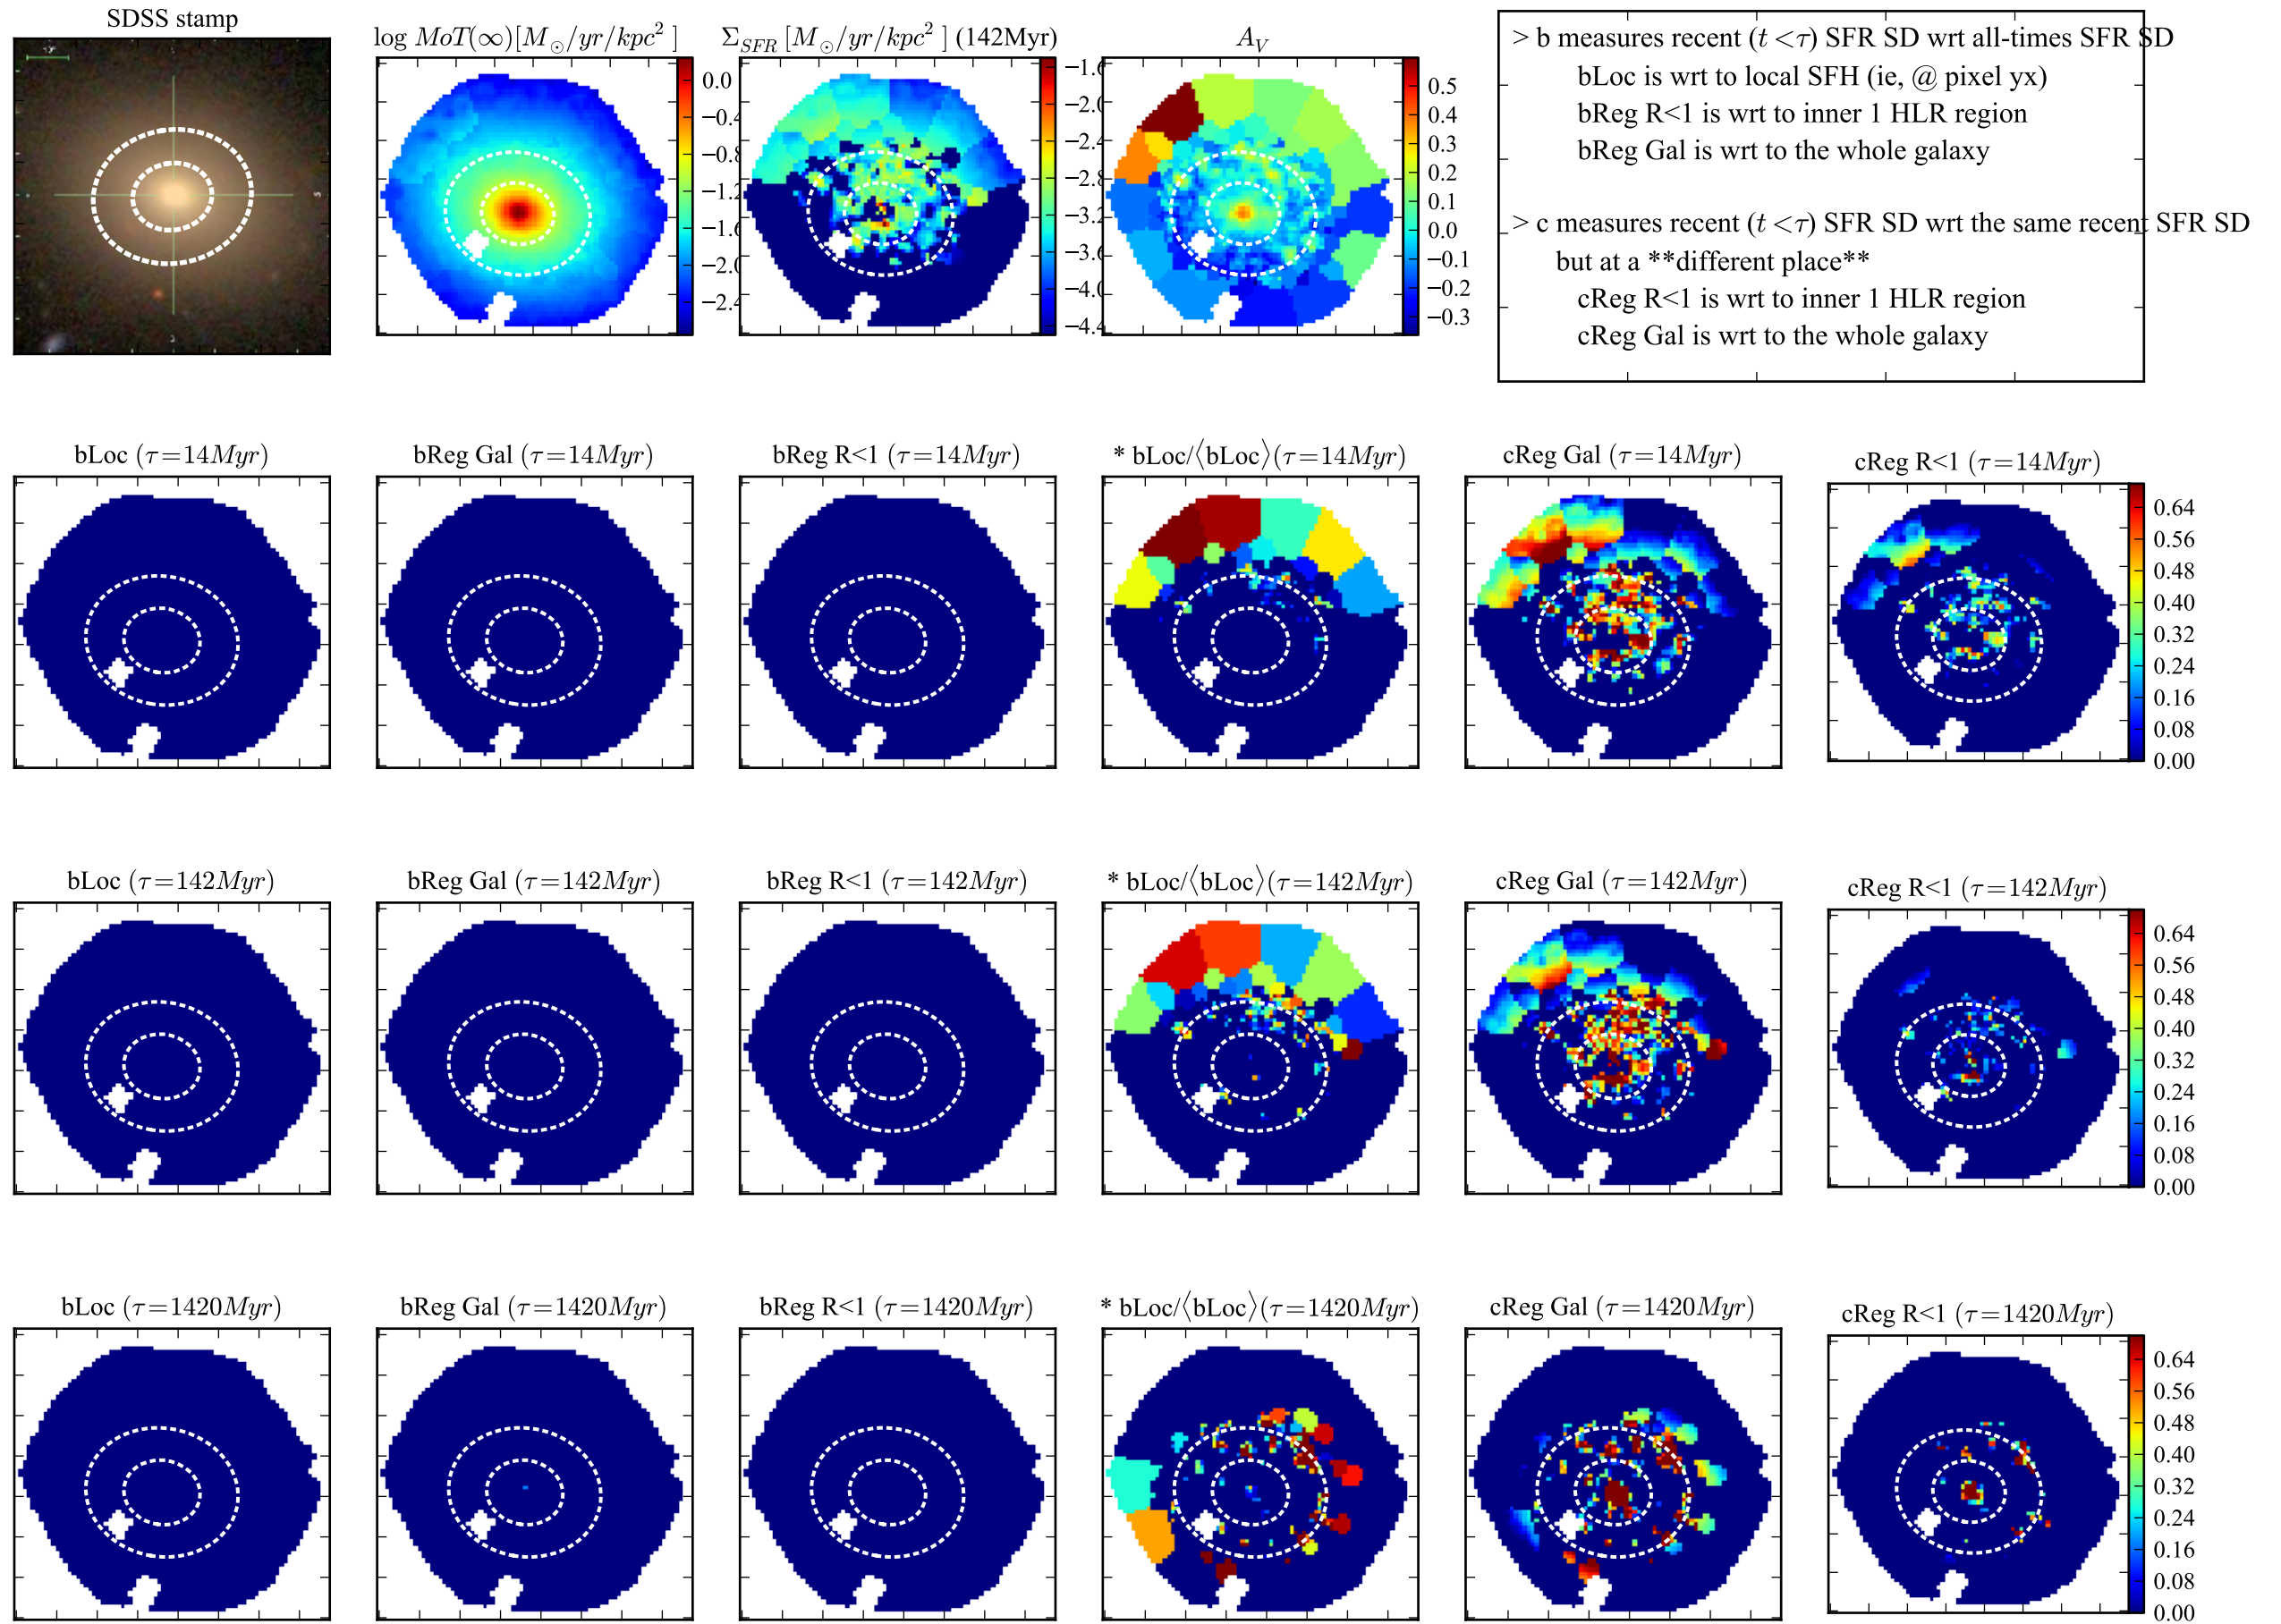 SDSS stamp
log MoT(∞)[M⊙/yr/kpc² ]
Σ_SFR [M⊙/yr/kpc² ] (142Myr)
A_V
0.0
−0.4
−0.8
−1.2
−1.6
−2.0
−2.4
−1.6
−2.0
−2.4
−2.8
−3.2
−3.6
−4.0
−4.4
0.5
0.4
0.3
0.2
0.1
0.0
−0.1
−0.2
−0.3
> b measures recent (t <τ) SFR SD wrt all-times SFR SD
bLoc is wrt to local SFH (ie, @ pixel yx)
bReg R<1 is wrt to inner 1 HLR region
bReg Gal is wrt to the whole galaxy
> c measures recent (t <τ) SFR SD wrt the same recent SFR SD
but at a **different place**
cReg R<1 is wrt to inner 1 HLR region
cReg Gal is wrt to the whole galaxy
bLoc (τ=14Myr)
bReg Gal (τ=14Myr)
bReg R<1 (τ=14Myr)
* bLoc/⟨bLoc⟩(τ=14Myr)
cReg Gal (τ=14Myr)
cReg R<1 (τ=14Myr)
0.64
0.56
0.48
0.40
0.32
0.24
0.16
0.08
0.00
bLoc (τ=142Myr)
bReg Gal (τ=142Myr)
bReg R<1 (τ=142Myr)
* bLoc/⟨bLoc⟩(τ=142Myr)
cReg Gal (τ=142Myr)
cReg R<1 (τ=142Myr)
0.64
0.56
0.48
0.40
0.32
0.24
0.16
0.08
0.00
bLoc (τ=1420Myr)
bReg Gal (τ=1420Myr)
bReg R<1 (τ=1420Myr)
* bLoc/⟨bLoc⟩(τ=1420Myr)
cReg Gal (τ=1420Myr)
cReg R<1 (τ=1420Myr)
0.64
0.56
0.48
0.40
0.32
0.24
0.16
0.08
0.00